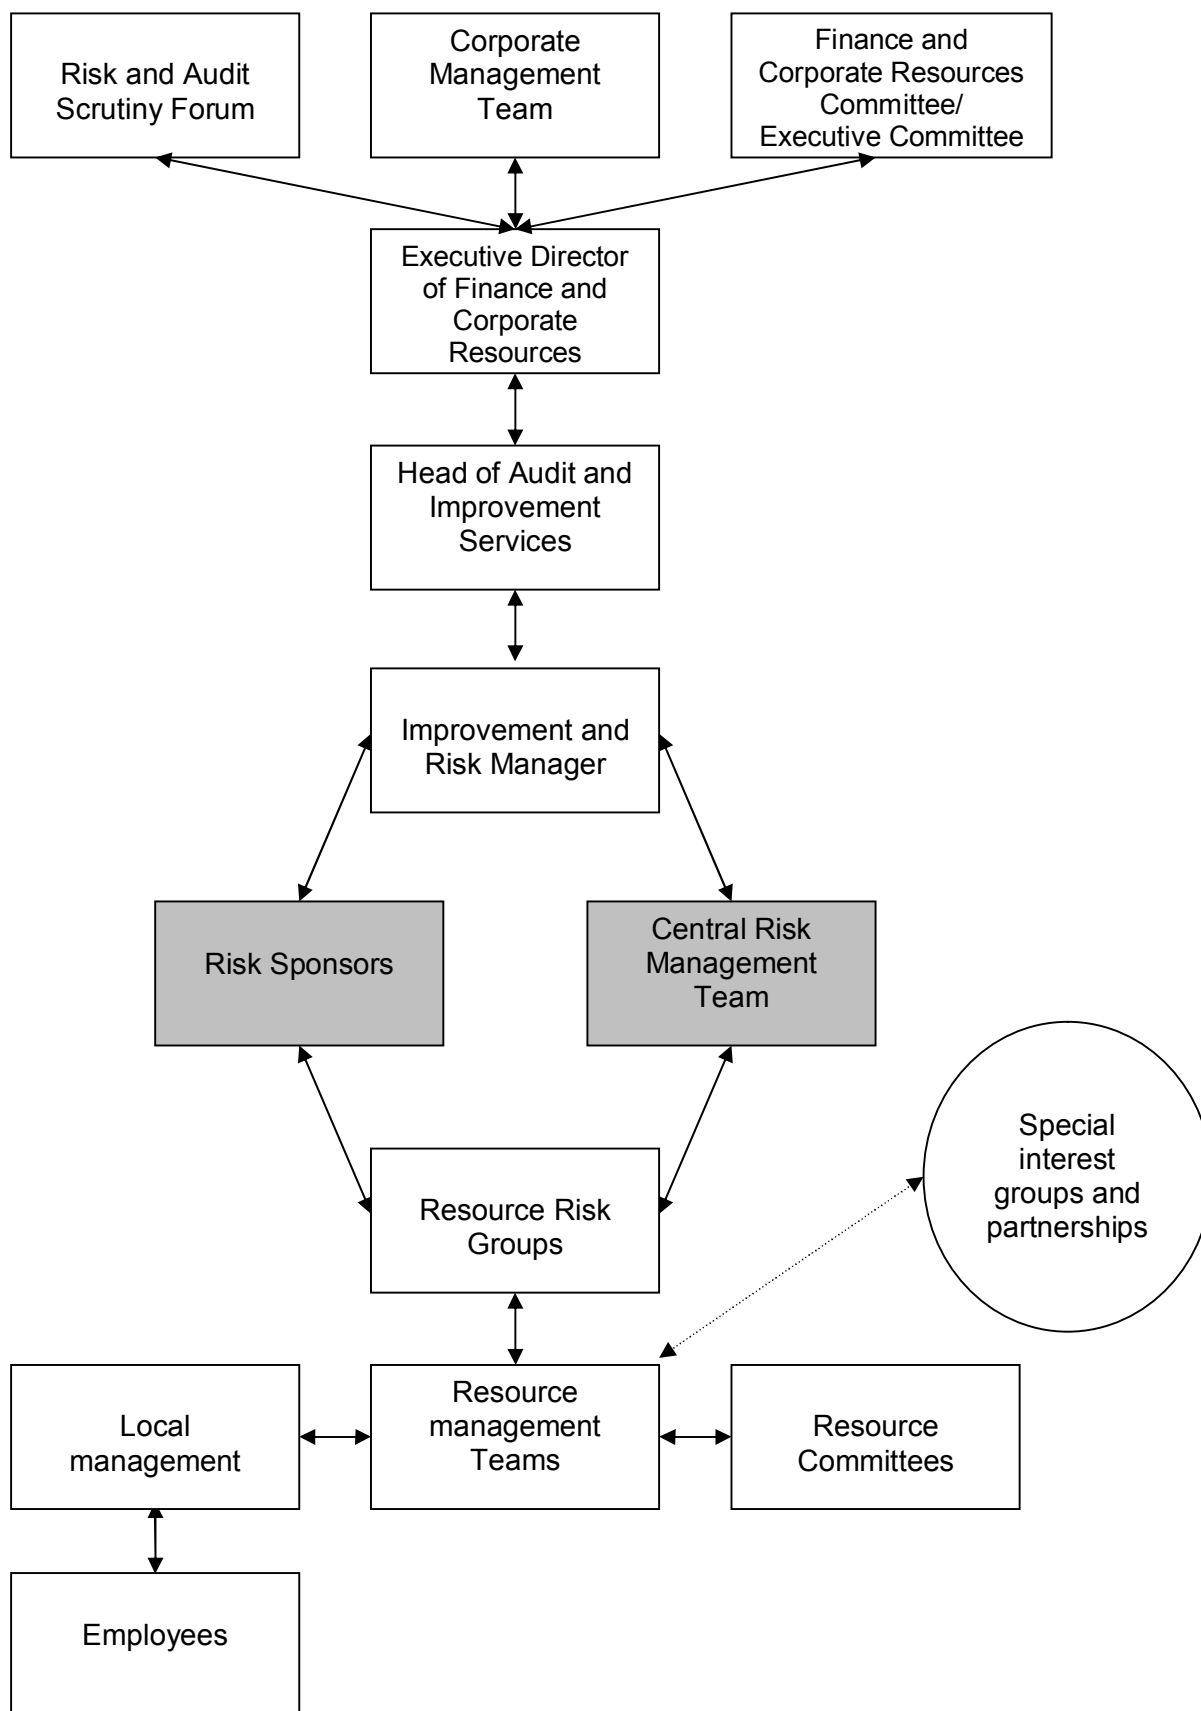 Risk and Audit
Scrutiny Forum
Corporate
Management
Team
Finance and
Corporate Resources
Committee/
Executive Committee
Executive Director
of Finance and
Corporate
Resources
Head of Audit and
Improvement
Services
Improvement and
Risk Manager
Risk Sponsors
Central Risk
Management
Team
Special
interest
groups and
partnerships
Resource Risk
Groups
Local
management
Resource
management
Teams
Resource
Committees
Employees